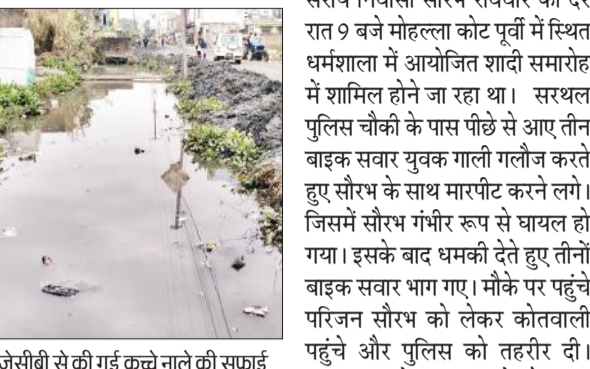 रात 9 बजे मोहल्ला कोट पूर्वी में स्थित
धर्मशाला में आयोजित शादी समारोह
में शामिल होने जा रहा था। सरथल
पुलिस चौकी के पास पीछे से आए तीन
बाइक सवार युवक गाली गलौज करते
हुए सौरभ के साथ मारपीट करने लगे।
जिसमें सौरभ गंभीर रूप से घायल हो
गया। इसके बाद धमकी देते हुए तीनों
बाइक सवार भाग गए। मौके पर पहुंचे
परिजन सौरभ को लेकर कोतवाली
पहुंचे और पुलिस को तहरीर दी।
जेसीबी से की गई कच्चे नाले की सफाई